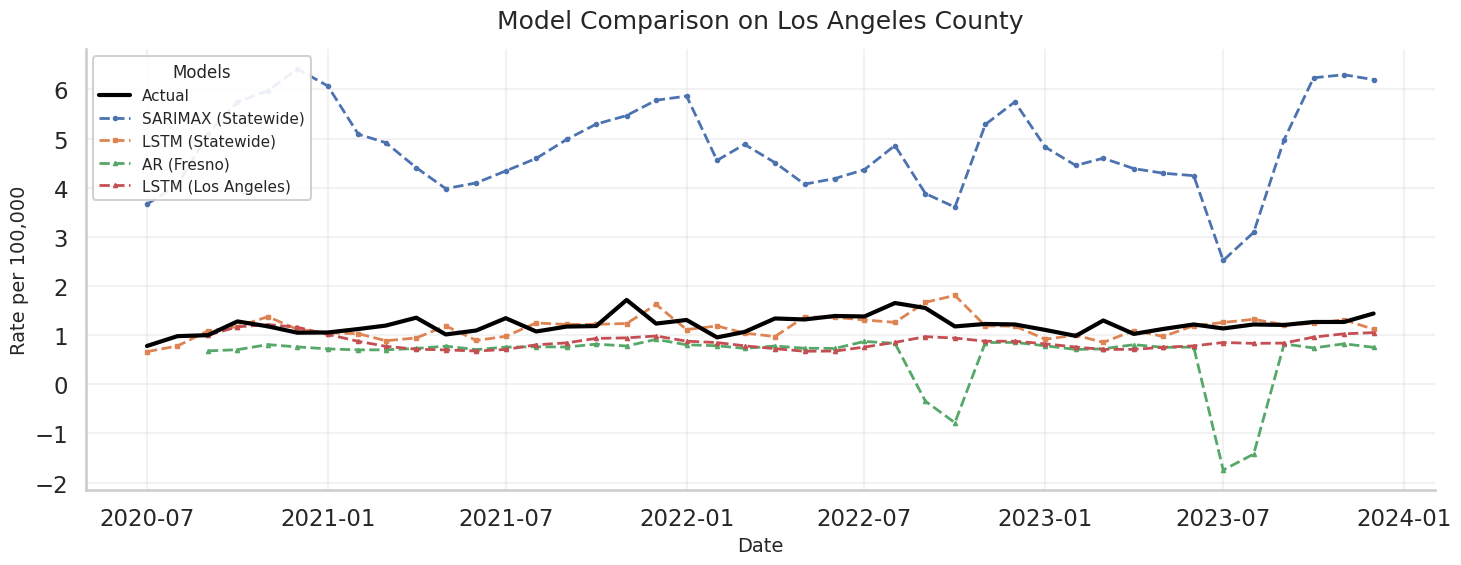 Model Comparison on Los Angeles County
Models
Actual
SARIMAX (Statewide)
LSTM (Statewide)
AR (Fresno)
LSTM (Los Angeles)
Rate per 100,000
6
5
4
3
2
1
0
−1
−2
2020-07 2021-01 2021-07 2022-01 2022-07 2023-01 2023-07 2024-01
Date